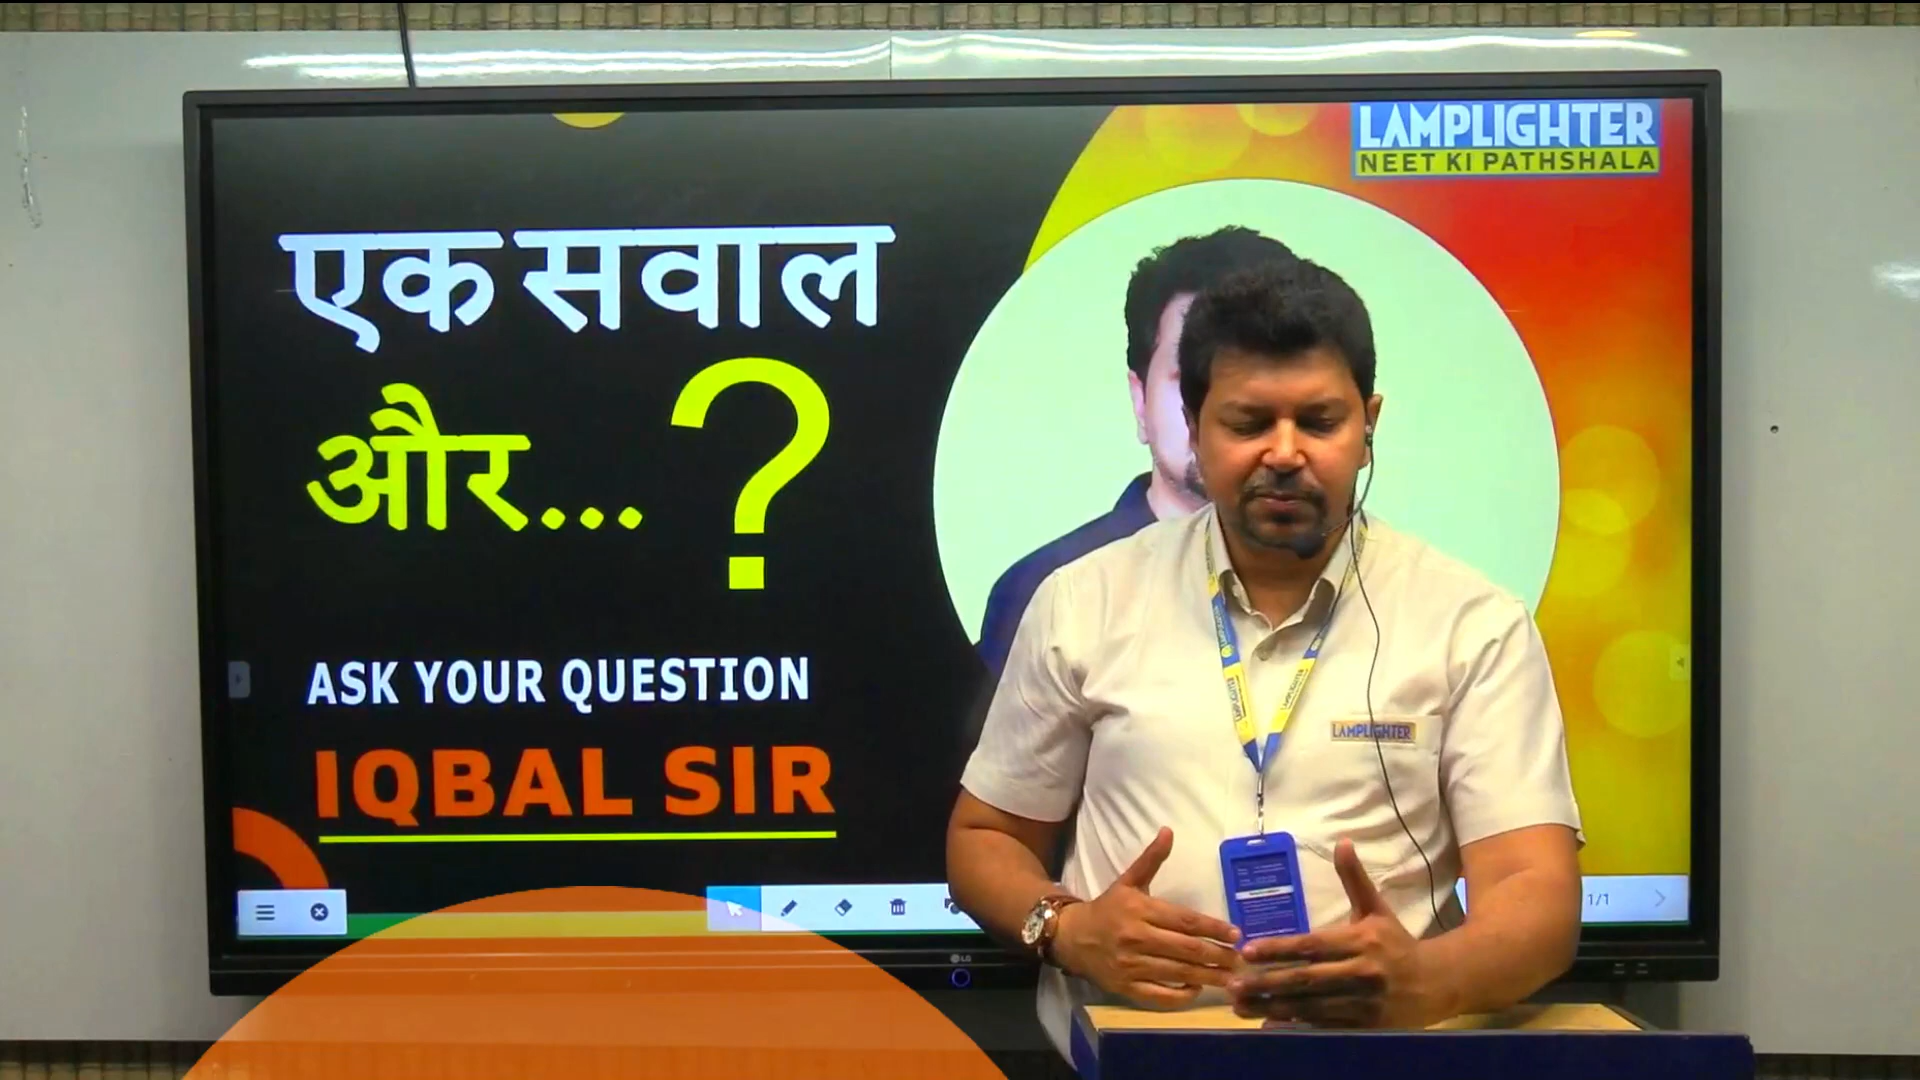 LAMPLIGHTER
NEET KI PATHSHALA
एक सवाल
और... ?
ASK YOUR QUESTION
IQBAL SIR
LAMPLIGHTER
1/1
LG